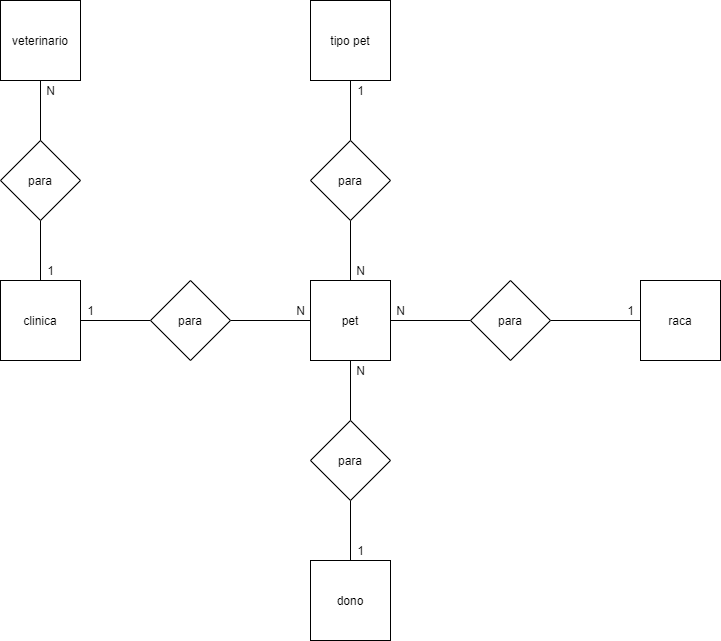 veterinario
tipo pet
N
1
para
para
1
N
clinica
1
para
N
pet
N
para
1
raca
N
para
1
dono